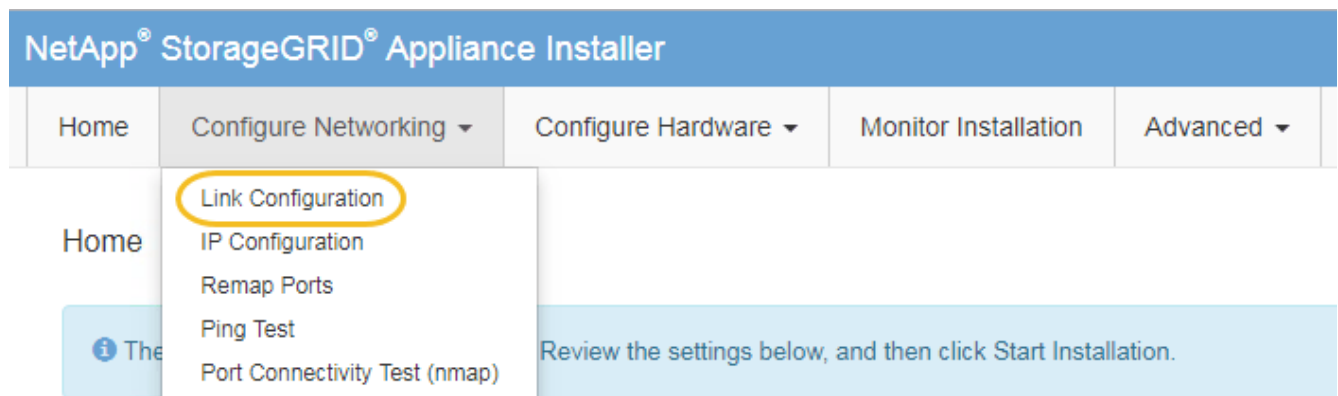 NetApp® StorageGRID® Appliance Installer
Home Configure Networking Configure Hardware Monitor Installation Advanced
Link Configuration
Home IP Configuration
Remap Ports
Ping Test
The Review the settings below, and then click Start Installation.
Port Connectivity Test (nmap)